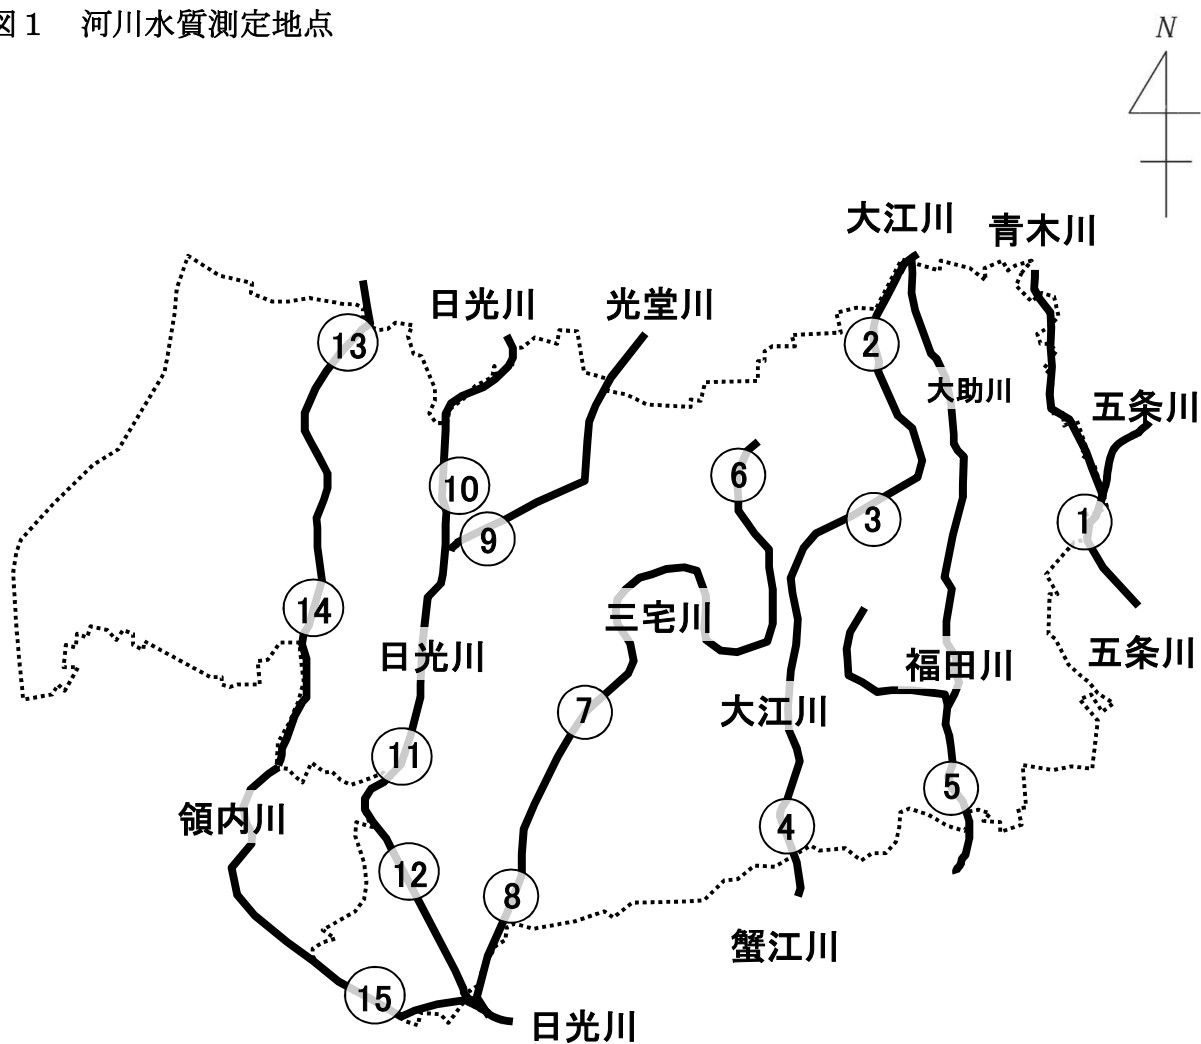 図１　河川水質測定地点
N
大江川
青木川
日光川
光堂川
13
2
大助川
五条川
6
10
3
1
9
14
三宅川
日光川
福田川
五条川
7
大江川
11
5
領内川
4
12
8
蟹江川
15
日光川